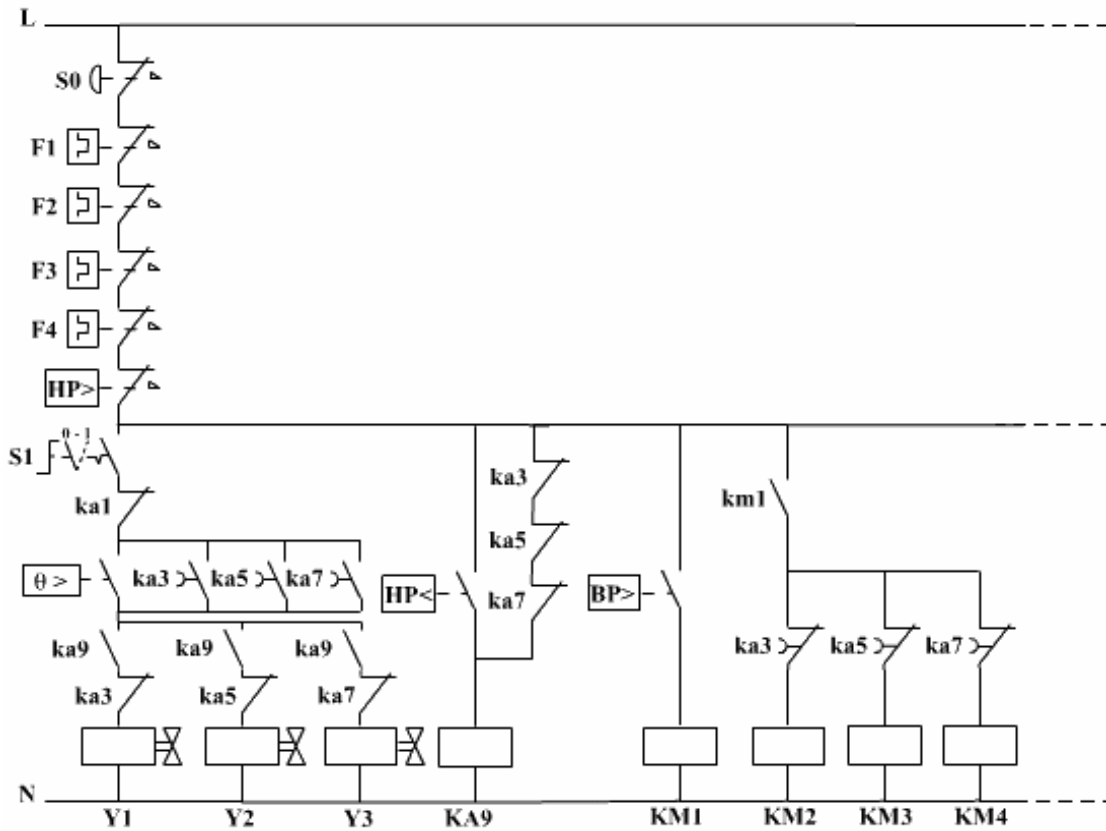 L
S0
F1
F2
F3
F4
HP>
0 - 1
S1
ka1
ka3
km1
ka5
θ >
ka3
ka5
ka7
HP<
ka7
BP>
ka9
ka9
ka9
ka3
ka5
ka7
ka3
ka5
ka7
N
Y1
Y2
Y3
KA9
KM1
KM2
KM3
KM4